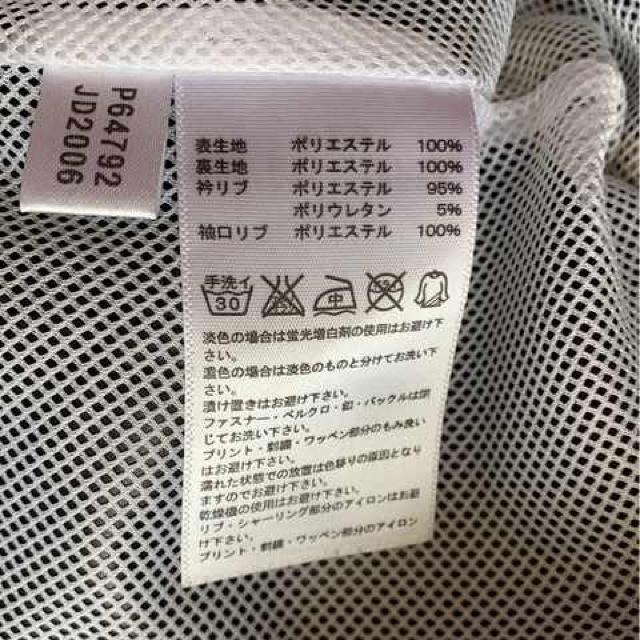 P64792
JD2006
表生地 ポリエステル 100%
裏生地 ポリエステル 100%
衿リブ ポリエステル 95%
ポリウレタン 5%
袖口リブ ポリエステル 100%
手洗イ
30
中
淡色の場合は蛍光増白剤の使用はお避け下
さい。
濃色の場合は淡色のものと分けてお洗い下
さい。
漬け置きはお避け下さい。
ファスナー・ベルクロ・釦・バックルは閉
じてお洗い下さい。
プリント・刺繍・ワッペン部分のもみ洗い
はお避け下さい。
濡れた状態での放置は色移りの原因となり
ますのでお避け下さい。
乾燥機の使用はお避け下さい。
リブ・シャーリング部分のアイロンはお避
け下さい。
プリント・刺繍・ワッペン部分のアイロン